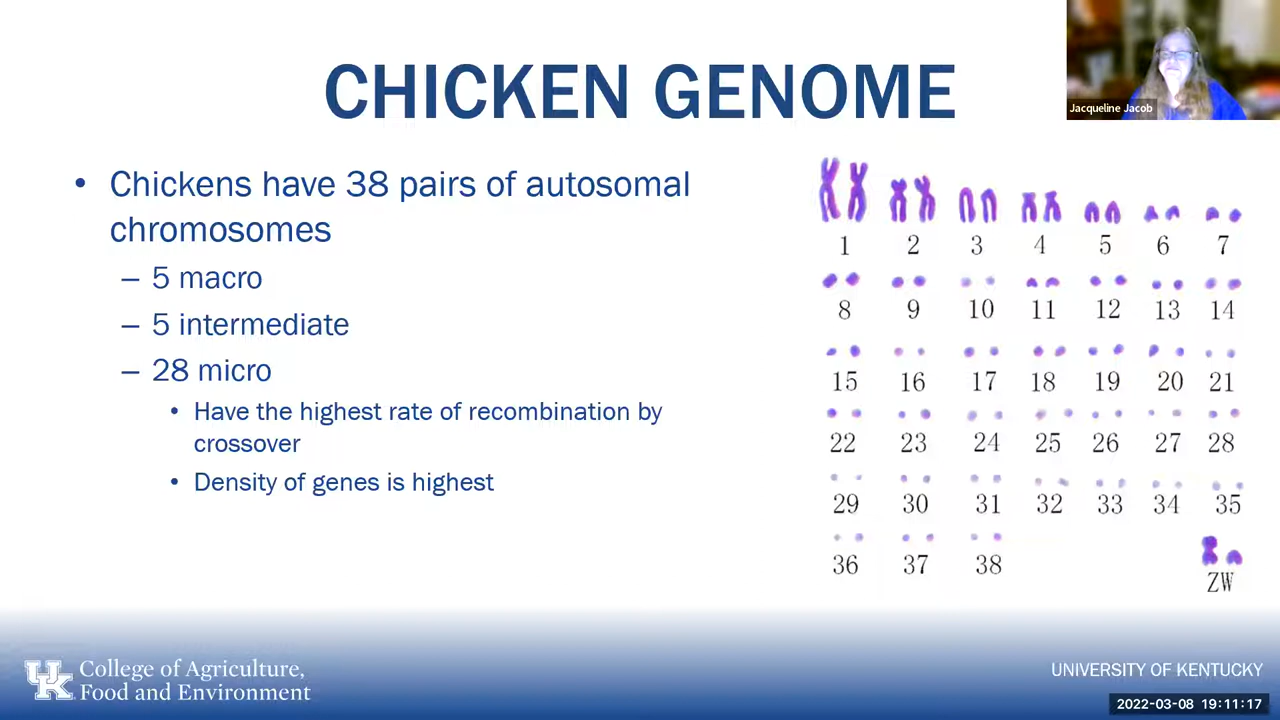 CHICKEN GENOME
Jacqueline Jacob
• Chickens have 38 pairs of autosomal
chromosomes
– 5 macro
– 5 intermediate
– 28 micro
• Have the highest rate of recombination by
crossover
• Density of genes is highest
1 2 3 4 5 6 7
8 9 10 11 12 13 14
15 16 17 18 19 20 21
22 23 24 25 26 27 28
29 30 31 32 33 34 35
36 37 38
ZW
UK
College of Agriculture,
Food and Environment
UNIVERSITY OF KENTUCKY
2022-03-08 19:11:17